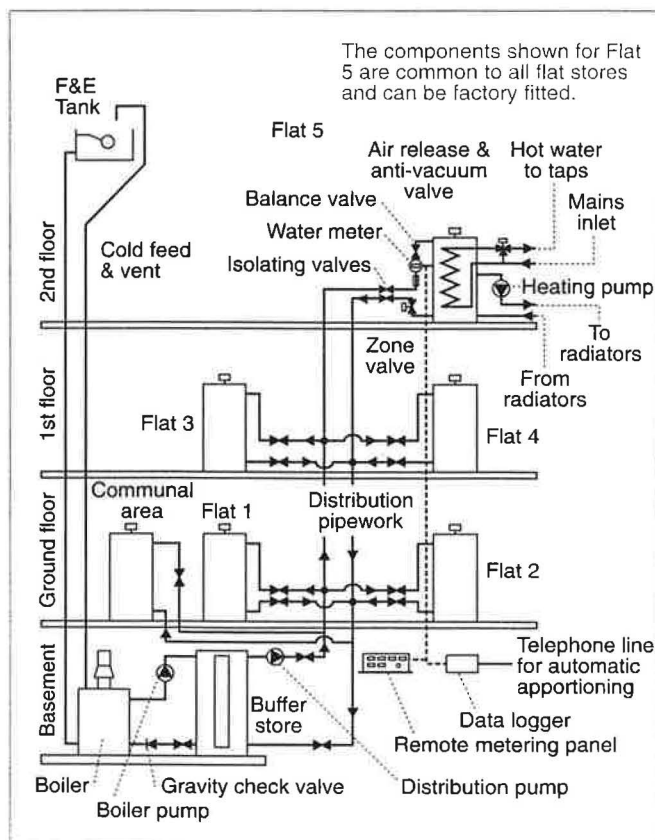 The components shown for Flat
5 are common to all flat stores
and can be factory fitted.
F&E
Tank
Flat 5
Air release &
anti-vacuum
valve
Hot water
to taps
Balance valve
Mains
inlet
Water meter
Cold feed
& vent
Isolating valves
Heating pump
2nd floor
Zone
valve
To
radiators
From
radiators
1st floor
Flat 3
Flat 4
Communal
area
Flat 1
Distribution
pipework
Ground floor
Flat 2
Basement
Buffer
store
Telephone line
for automatic
apportioning
Data logger
Remote metering panel
Boiler
Gravity check valve
Distribution pump
Boiler pump